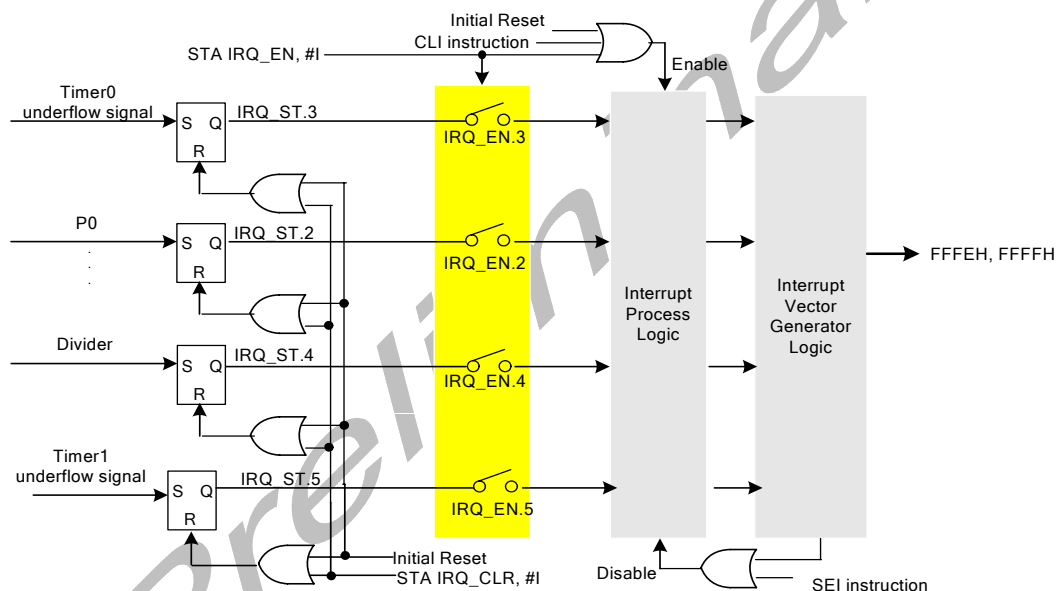 Initial Reset
CLI instruction
STA IRQ_EN, #I
Enable
Timer0
underflow signal
S Q
R
IRQ_ST.3
IRQ_EN.3
P0
.
.
.
S Q
R
IRQ_ST.2
IRQ_EN.2
Interrupt
Process
Logic
Interrupt
Vector
Generator
Logic
FFFEH, FFFFH
Divider
S Q
R
IRQ_ST.4
IRQ_EN.4
Timer1
underflow signal
S Q
R
IRQ_ST.5
IRQ_EN.5
Initial Reset
STA IRQ_CLR, #I
Disable
SEI instruction
Preliminar